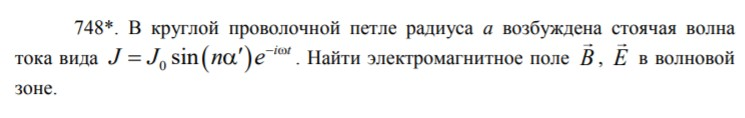 748*. В круглой проволочной петле радиуса a возбуждена стоячая волна
тока вида J = J₀ sin(nα′)e^{−iωt}. Найти электромагнитное поле B⃗, E⃗ в волновой
зоне.